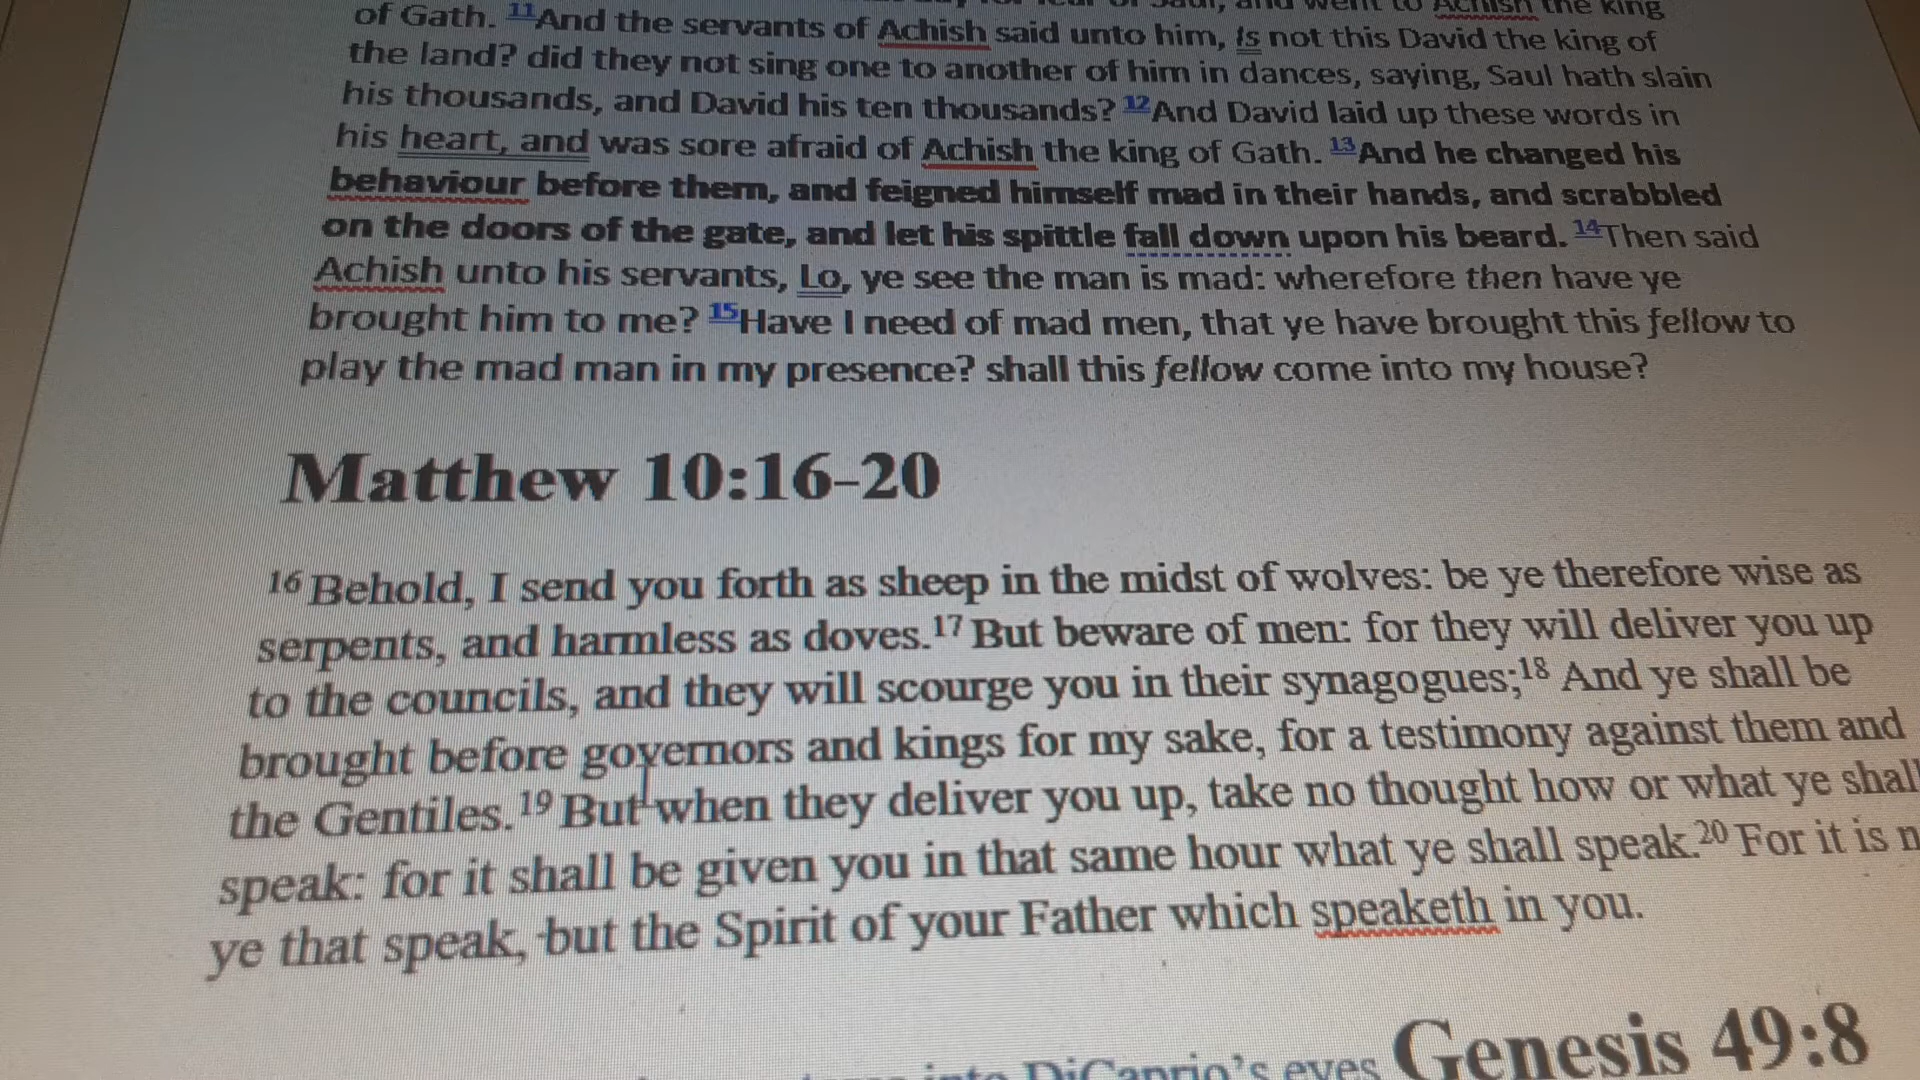 of Gath. 11And the servants of Achish said unto him, Is not this David the king of
the land? did they not sing one to another of him in dances, saying, Saul hath slain
his thousands, and David his ten thousands? 12And David laid up these words in
his heart, and was sore afraid of Achish the king of Gath. 13And he changed his
behaviour before them, and feigned himself mad in their hands, and scrabbled
on the doors of the gate, and let his spittle fall down upon his beard. 14Then said
Achish unto his servants, Lo, ye see the man is mad: wherefore then have ye
brought him to me? 15Have I need of mad men, that ye have brought this fellow to
play the mad man in my presence? shall this fellow come into my house?
Matthew 10:16-20
16 Behold, I send you forth as sheep in the midst of wolves: be ye therefore wise as
serpents, and harmless as doves.17 But beware of men: for they will deliver you up
to the councils, and they will scourge you in their synagogues;18 And ye shall be
brought before governors and kings for my sake, for a testimony against them and
the Gentiles. 19 But when they deliver you up, take no thought how or what ye shall
speak: for it shall be given you in that same hour what ye shall speak.20 For it is n
ye that speak, but the Spirit of your Father which speaketh in you.
into DiCaprio's eyes Genesis 49:8